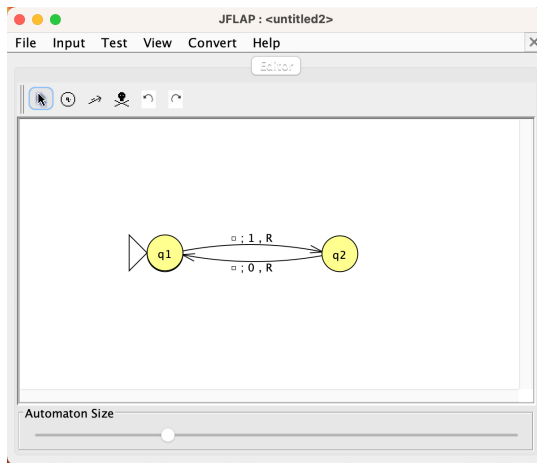 JFLAP : <untitled2>
File Input Test View Convert Help
Editor
q1
□ ; 1 , R
q2
□ ; 0 , R
Automaton Size